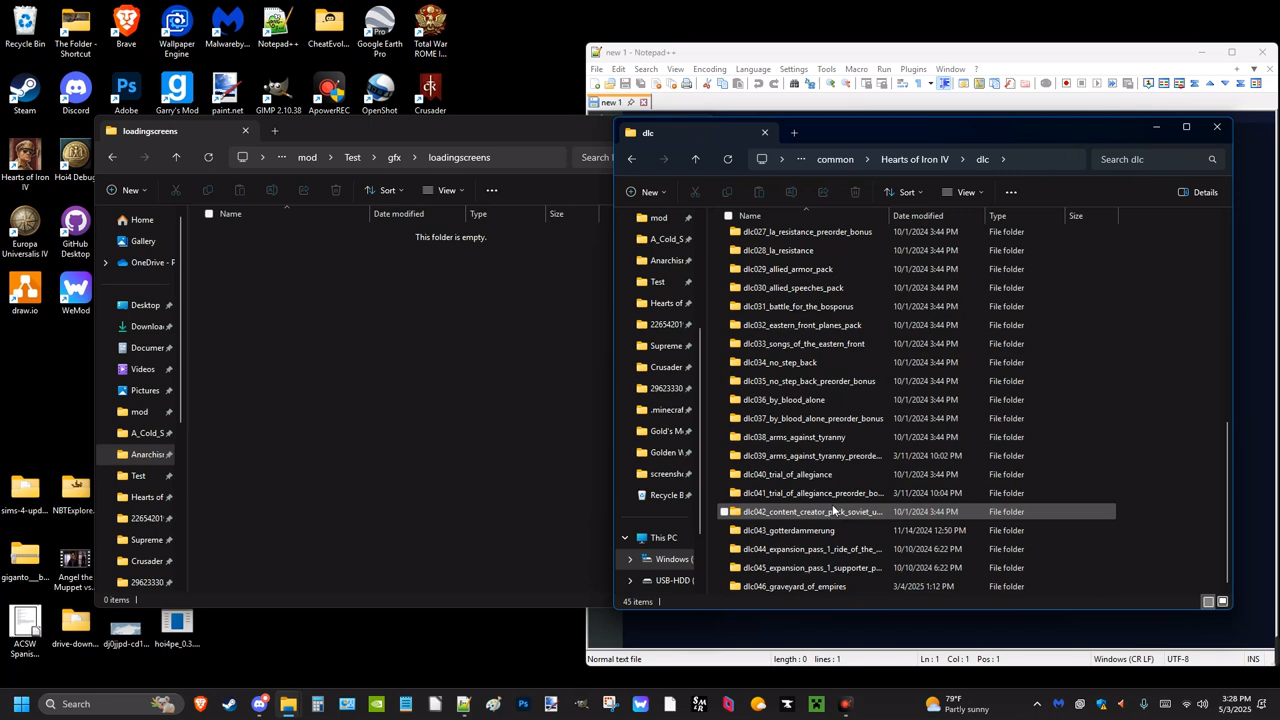 Recycle Bin
The Folder -
Shortcut
Brave
Wallpaper
Engine
Malwareby...
Notepad++
CheatEvol...
Google Earth
Pro
Total War
ROME I...
Steam
Discord
Adobe
Garry's Mod
paint.net
GIMP 2.10.38
ApowerREC
OpenShot
Crusader
Hearts of Iron
IV
Hoi4 Debug
Europa
Universalis IV
GitHub
Desktop
draw.io
WeMod
sims-4-upd...
NBTExplore...
giganto___b...
Angel the
Muppet vs...
ACSW
Spanis...
drive-down...
dj0jjpd-cd1...
hoi4pe_0.3....
new 1 - Notepad++
File Edit Search View Encoding Language Settings Tools Macro Run Plugins Window ?
new 1
loadingscreens
mod Test gfx loadingscreens
Search l
New Sort View
Name Date modified Type Size
This folder is empty.
Home
Gallery
OneDrive - P
Desktop
Downloa
Documen
Videos
Pictures
mod
A_Cold_S
Anarchis
Test
Hearts of
2265420
Supreme
Crusader
29623330
0 items
dlc
common Hearts of Iron IV dlc
Search dlc
New Sort View Details
Name Date modified Type Size
mod
A_Cold_S
Anarchis
Test
Hearts of
2265420
Supreme
Crusader
29623330
.minecraf
Gold's M
Golden W
screensh
Recycle B
This PC
Windows (
USB-HDD (
dlc027_la_resistance_preorder_bonus 10/1/2024 3:44 PM File folder
dlc028_la_resistance 10/1/2024 3:44 PM File folder
dlc029_allied_armor_pack 10/1/2024 3:44 PM File folder
dlc030_allied_speeches_pack 10/1/2024 3:44 PM File folder
dlc031_battle_for_the_bosporus 10/1/2024 3:44 PM File folder
dlc032_eastern_front_planes_pack 10/1/2024 3:44 PM File folder
dlc033_songs_of_the_eastern_front 10/1/2024 3:44 PM File folder
dlc034_no_step_back 10/1/2024 3:44 PM File folder
dlc035_no_step_back_preorder_bonus 10/1/2024 3:44 PM File folder
dlc036_by_blood_alone 10/1/2024 3:44 PM File folder
dlc037_by_blood_alone_preorder_bonus 10/1/2024 3:44 PM File folder
dlc038_arms_against_tyranny 10/1/2024 3:44 PM File folder
dlc039_arms_against_tyranny_preorde... 3/11/2024 10:02 PM File folder
dlc040_trial_of_allegiance 10/1/2024 3:44 PM File folder
dlc041_trial_of_allegiance_preorder_bo... 3/11/2024 10:04 PM File folder
dlc042_content_creator_pack_soviet_u... 10/1/2024 3:44 PM File folder
dlc043_gotterdammerung 11/14/2024 12:50 PM File folder
dlc044_expansion_pass_1_ride_of_the_... 10/10/2024 6:22 PM File folder
dlc045_expansion_pass_1_supporter_p... 10/10/2024 6:22 PM File folder
dlc046_graveyard_of_empires 3/4/2025 1:12 PM File folder
45 items
Normal text file length : 0 lines : 1 Ln : 1 Col : 1 Pos : 1 Windows (CR LF) UTF-8 INS
Search
79°F
Partly sunny
3:28 PM
5/3/2025